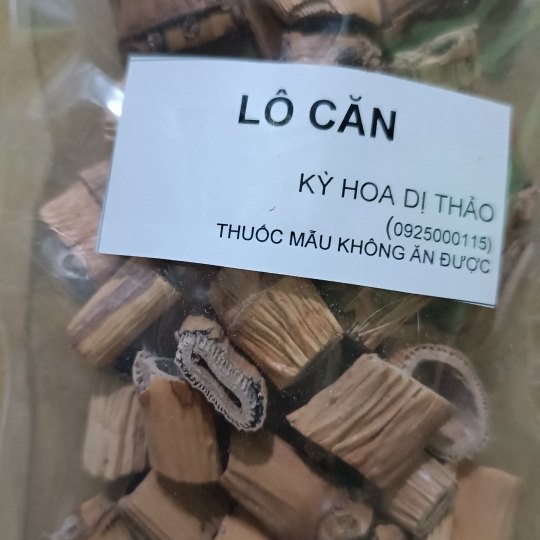 LÔ CĂN
KỲ HOA DỊ THẢO
(0925000115)
THUỐC MẪU KHÔNG ĂN ĐƯỢC